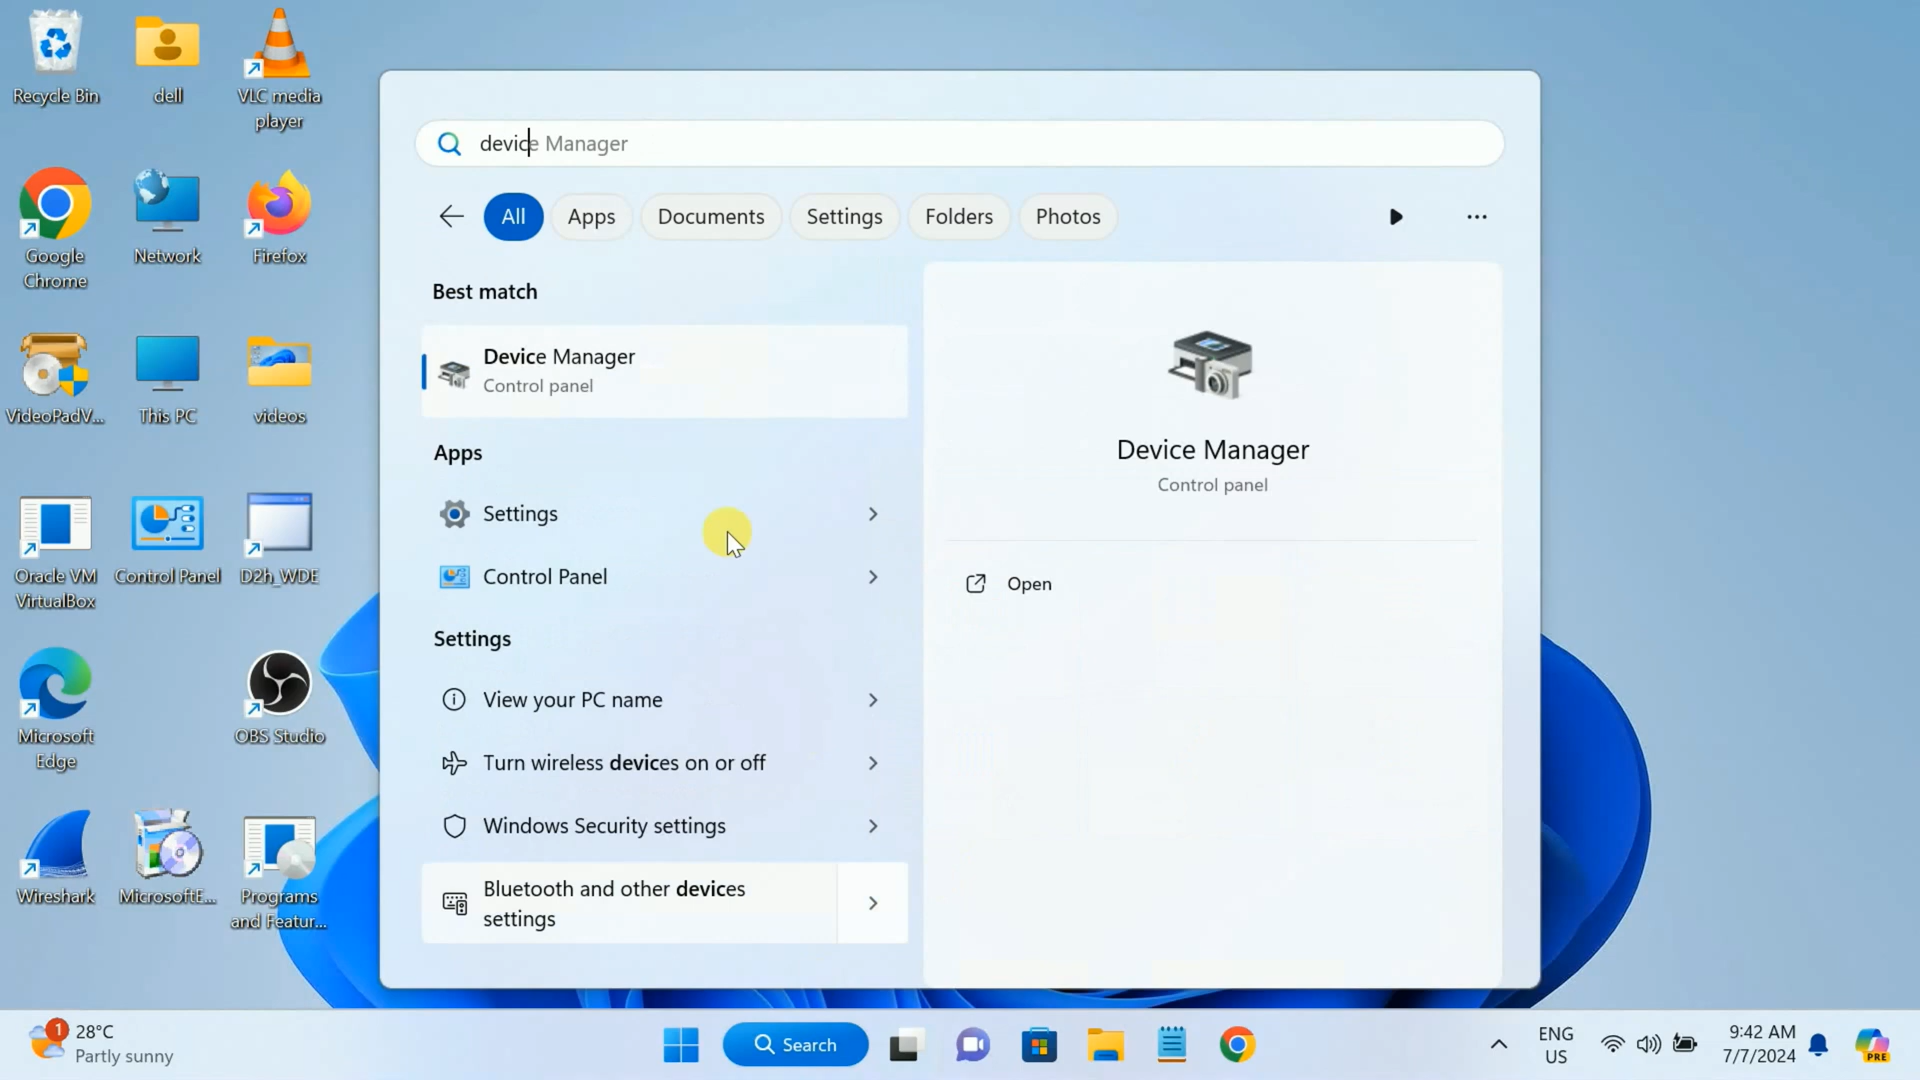 Recycle Bin
dell
VLC media
player
Google
Chrome
Network
Firefox
VideoPadV...
This PC
videos
Oracle VM
VirtualBox
Control Panel
D2h_WDE
Microsoft
Edge
OBS Studio
Wireshark
MicrosoftE...
Programs
and Featur...
device Manager
All
Apps
Documents
Settings
Folders
Photos
Best match
Device Manager
Control panel
Apps
Settings
Control Panel
Settings
View your PC name
Turn wireless devices on or off
Windows Security settings
Bluetooth and other devices
settings
Device Manager
Control panel
Open
1
28°C
Partly sunny
Search
ENG
US
9:42 AM
7/7/2024
PRE